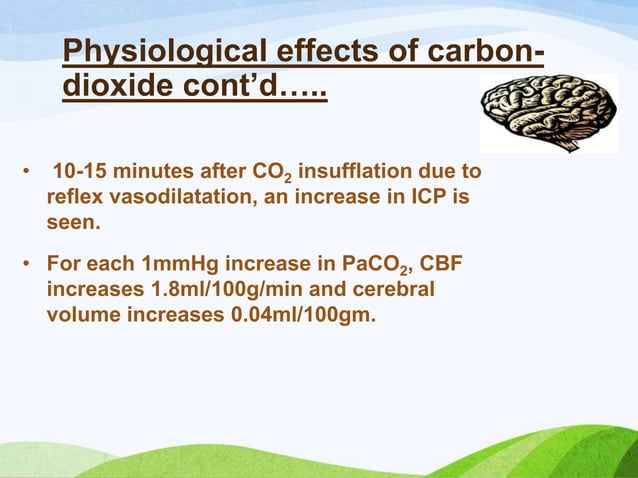 Physiological effects of carbon-
dioxide cont’d…..
• 10-15 minutes after CO₂ insufflation due to
reflex vasodilatation, an increase in ICP is
seen.
• For each 1mmHg increase in PaCO₂, CBF
increases 1.8ml/100g/min and cerebral
volume increases 0.04ml/100gm.